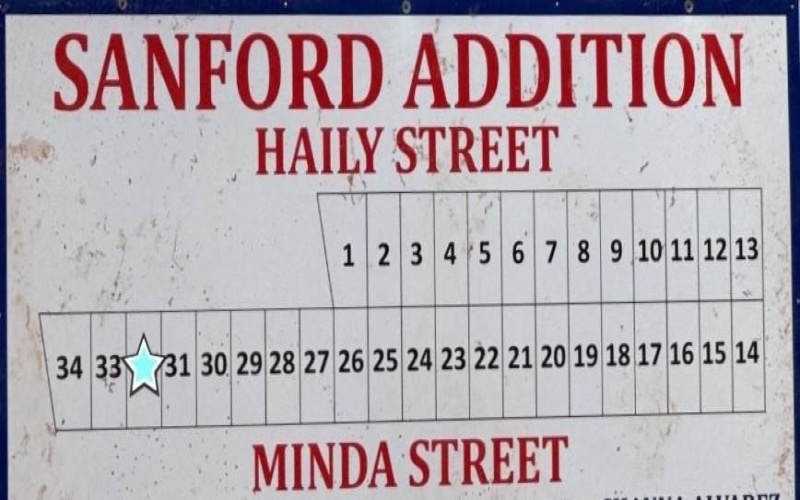 SANFORD ADDITION
HAILY STREET
1 2 3 4 5 6 7 8 9 10 11 12 13
34 33 31 30 29 28 27 26 25 24 23 22 21 20 19 18 17 16 15 14
MINDA STREET